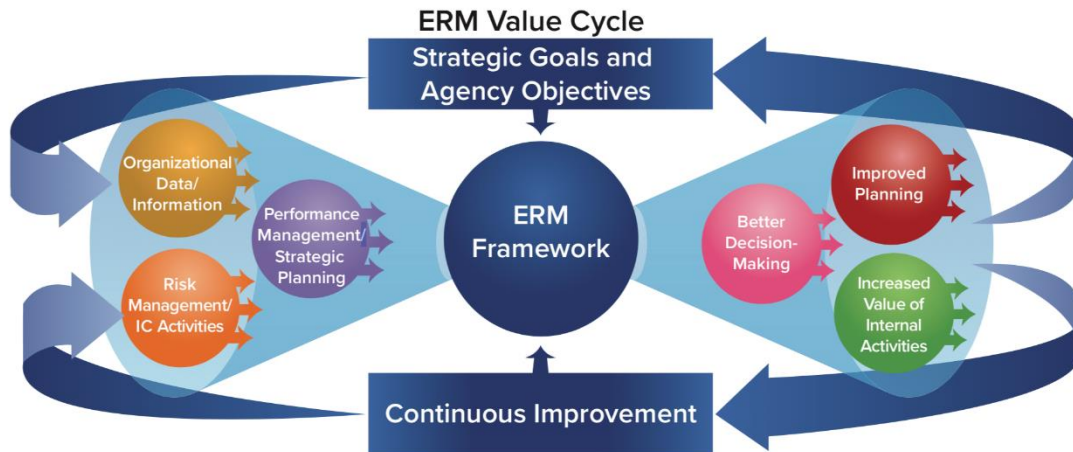 ERM Value Cycle
Strategic Goals and
Agency Objectives
Organizational
Data/
Information
Performance
Management/
Strategic
Planning
Risk
Management/
IC Activities
ERM
Framework
Better
Decision-
Making
Improved
Planning
Increased
Value of
Internal
Activities
Continuous Improvement